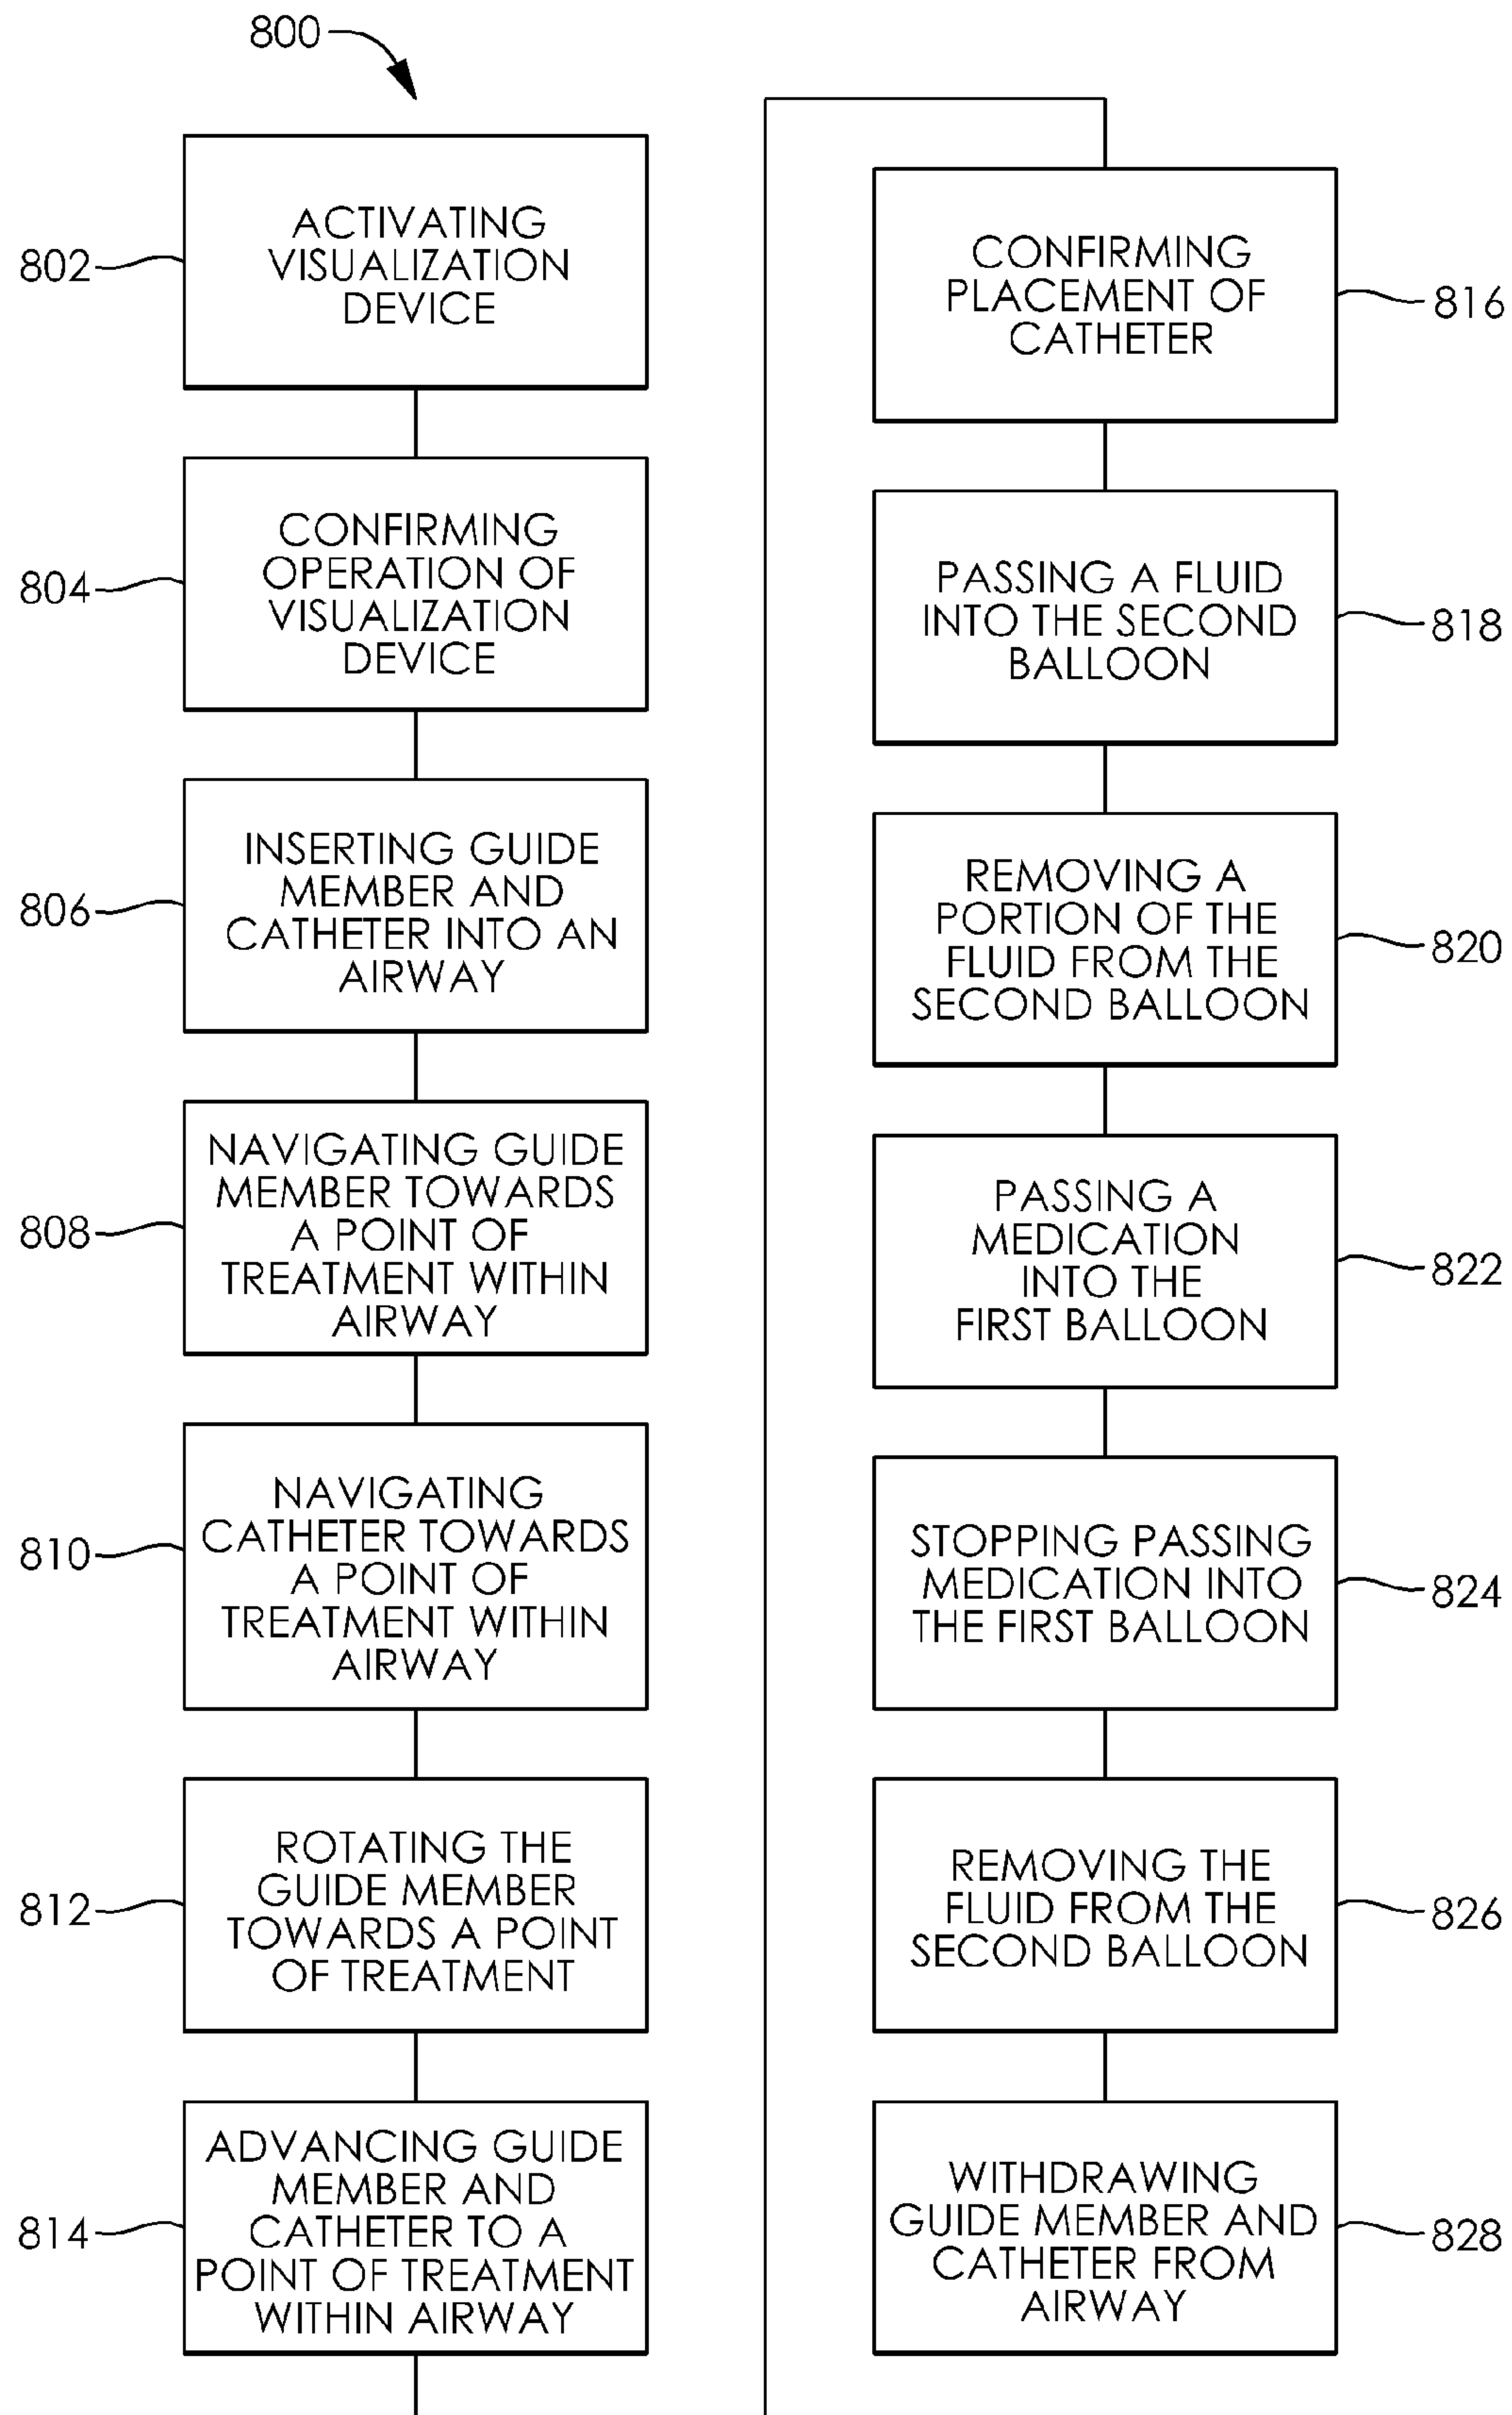 800
802
ACTIVATING
VISUALIZATION
DEVICE
804
CONFIRMING
OPERATION OF
VISUALIZATION
DEVICE
806
INSERTING GUIDE
MEMBER AND
CATHETER INTO AN
AIRWAY
808
NAVIGATING GUIDE
MEMBER TOWARDS
A POINT OF
TREATMENT WITHIN
AIRWAY
810
NAVIGATING
CATHETER TOWARDS
A POINT OF
TREATMENT WITHIN
AIRWAY
812
ROTATING THE
GUIDE MEMBER
TOWARDS A POINT
OF TREATMENT
814
ADVANCING GUIDE
MEMBER AND
CATHETER TO A
POINT OF TREATMENT
WITHIN AIRWAY
CONFIRMING
PLACEMENT OF
CATHETER
816
PASSING A FLUID
INTO THE SECOND
BALLOON
818
REMOVING A
PORTION OF THE
FLUID FROM THE
SECOND BALLOON
820
PASSING A
MEDICATION
INTO THE
FIRST BALLOON
822
STOPPING PASSING
MEDICATION INTO
THE FIRST BALLOON
824
REMOVING THE
FLUID FROM THE
SECOND BALLOON
826
WITHDRAWING
GUIDE MEMBER AND
CATHETER FROM
AIRWAY
828